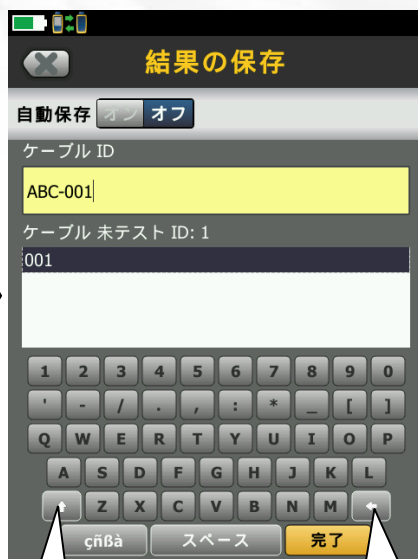 結果の保存
自動保存 オン オフ
ケーブル ID
ABC-001
ケーブル 未テスト ID: 1
001
1 2 3 4 5 6 7 8 9 0
' - / . , : * _ [ ]
Q W E R T Y U I O P
A S D F G H J K L
Z X C V B N M
çñßà スペース 完了